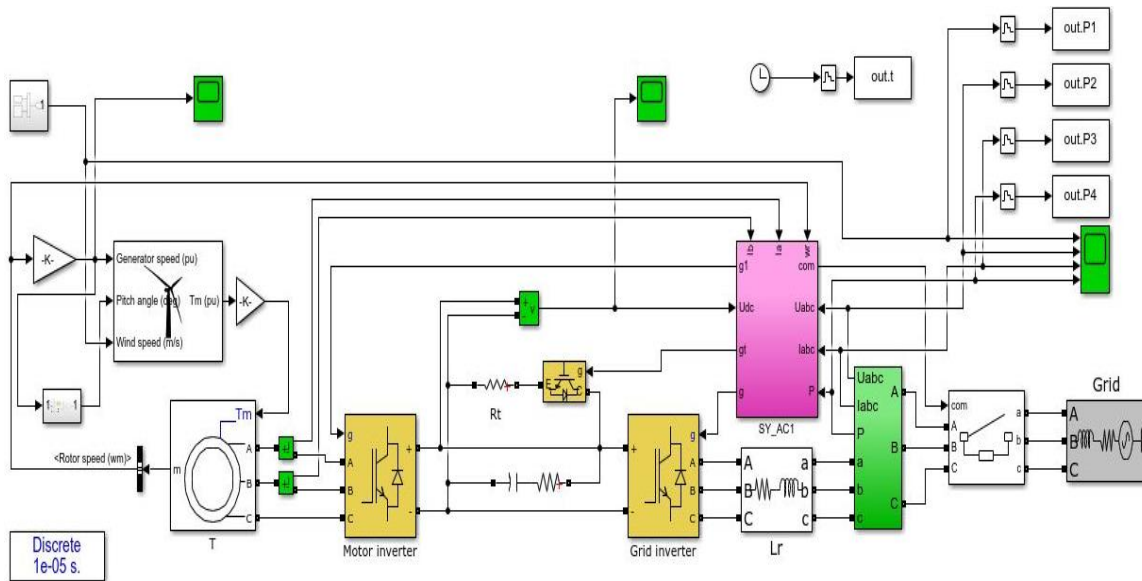 out.P1
out.t
out.P2
out.P3
out.P4
-K-
Generator speed (pu)
Pitch angle (deg)
Tm (pu)
Wind speed (m/s)
-K-
Ib
Ia
wr
g1
com
Udc
Uabc
gt
Iabc
g
P
SY_AC1
+
-
v
g
E
C
Rt
1
1
<Rotor speed (wm)>
Tm
m
A
B
C
T
g
A
B
C
+
-
Motor inverter
+
-
g
A
B
C
Grid inverter
A
B
C
a
b
c
Lr
Uabc
Iabc
P
a
b
c
A
B
C
com
A
B
C
a
b
c
Grid
A
B
C
Discrete
1e-05 s.